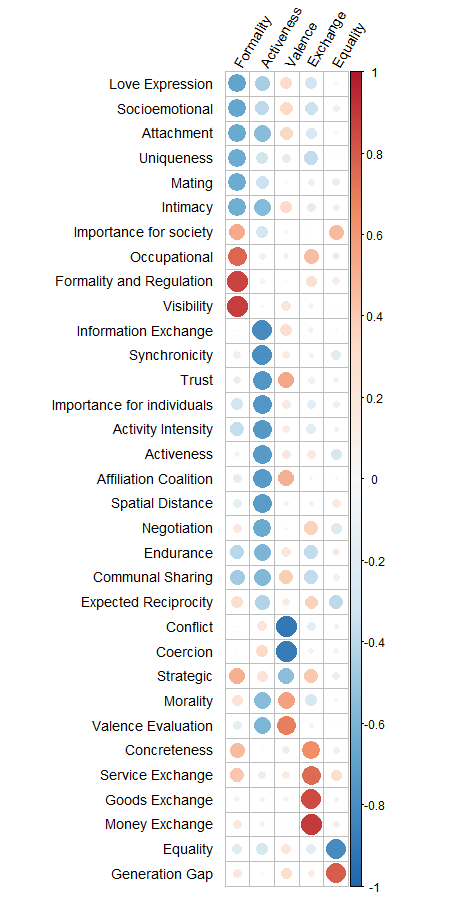 Formality
Activeness
Valence
Exchange
Equality
Love Expression
Socioemotional
Attachment
Uniqueness
Mating
Intimacy
Importance for society
Occupational
Formality and Regulation
Visibility
Information Exchange
Synchronicity
Trust
Importance for individuals
Activity Intensity
Activeness
Affiliation Coalition
Spatial Distance
Negotiation
Endurance
Communal Sharing
Expected Reciprocity
Conflict
Coercion
Strategic
Morality
Valence Evaluation
Concreteness
Service Exchange
Goods Exchange
Money Exchange
Equality
Generation Gap
1
0.8
0.6
0.4
0.2
0
-0.2
-0.4
-0.6
-0.8
-1